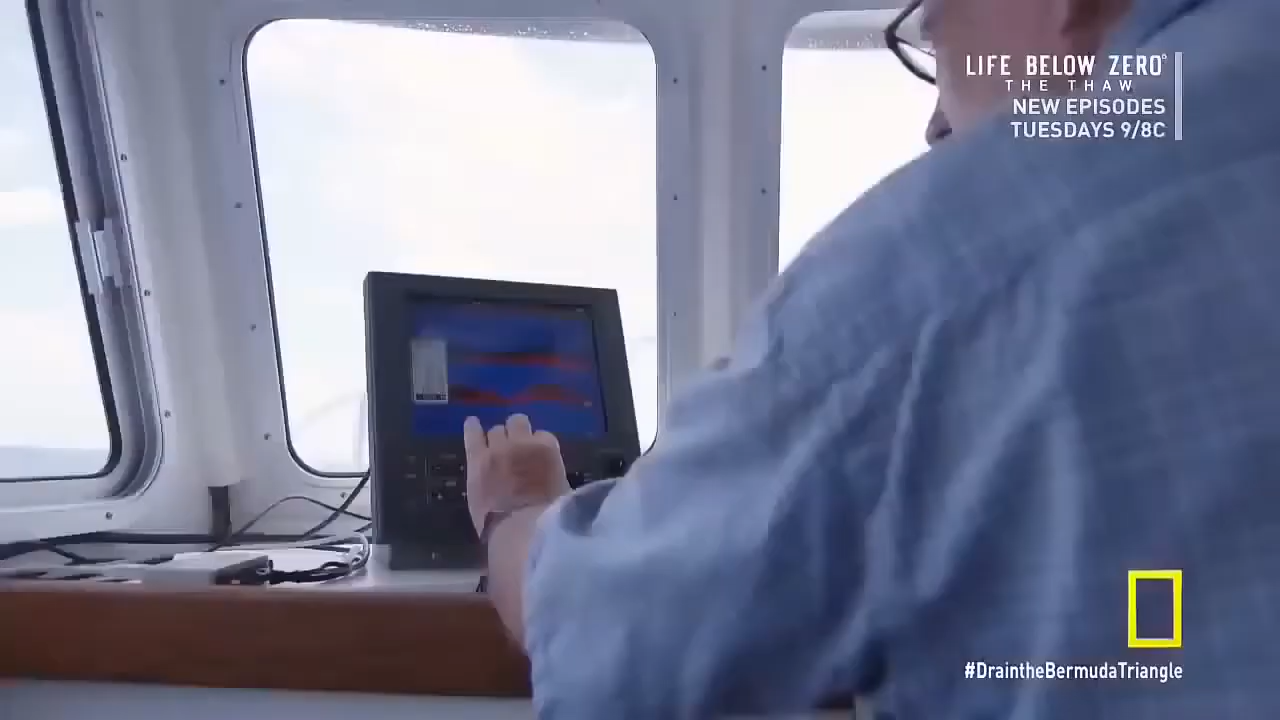 LIFE BELOW ZERO°
THE THAW
NEW EPISODES
TUESDAYS 9/8C
#DraintheBermudaTriangle